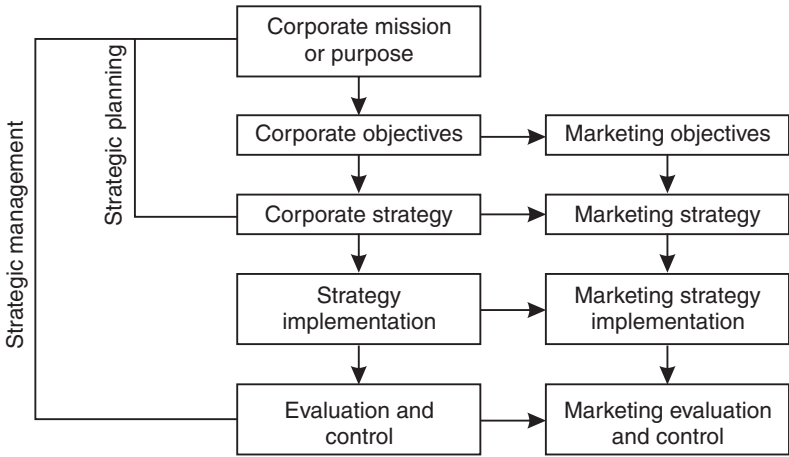 Corporate mission
or purpose
Strategic planning
Strategic management
Corporate objectives
Marketing objectives
Corporate strategy
Marketing strategy
Strategy
implementation
Marketing strategy
implementation
Evaluation and
control
Marketing evaluation
and control